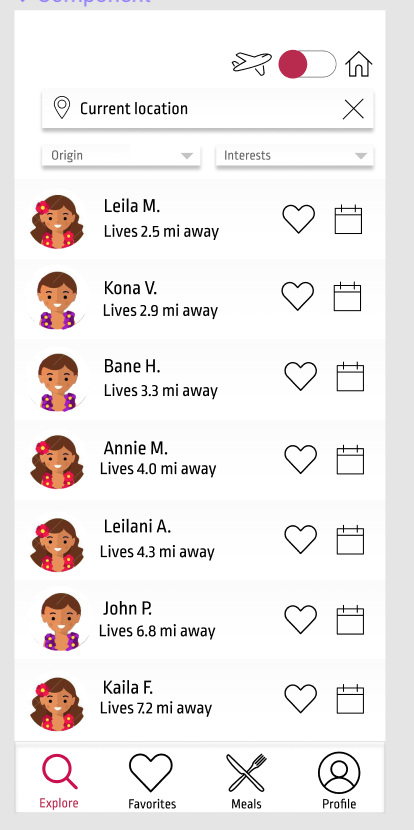 Component
Current location
Origin
Interests
Leila M.
Lives 2.5 mi away
Kona V.
Lives 2.9 mi away
Bane H.
Lives 3.3 mi away
Annie M.
Lives 4.0 mi away
Leilani A.
Lives 4.3 mi away
John P.
Lives 6.8 mi away
Kaila F.
Lives 7.2 mi away
Explore
Favorites
Meals
Profile